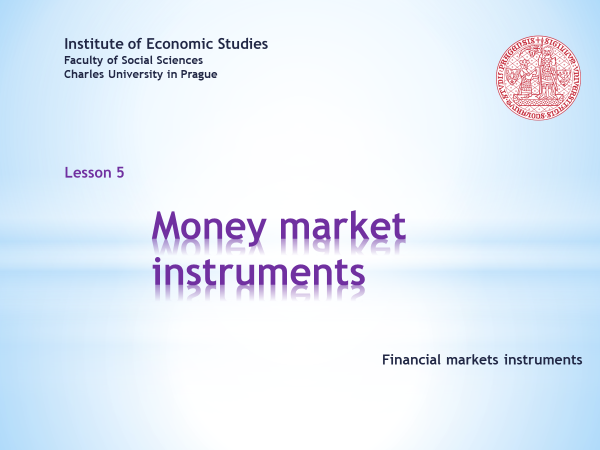 Institute of Economic Studies
Faculty of Social Sciences
Charles University in Prague
Lesson 5
Money market
instruments
Financial markets instruments